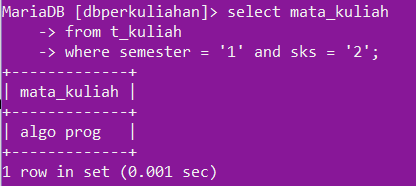 MariaDB [dbperkuliahan]> select mata_kuliah
    -> from t_kuliah
    -> where semester = '1' and sks = '2';
+-------------+
| mata_kuliah |
+-------------+
| algo prog   |
+-------------+
1 row in set (0.001 sec)